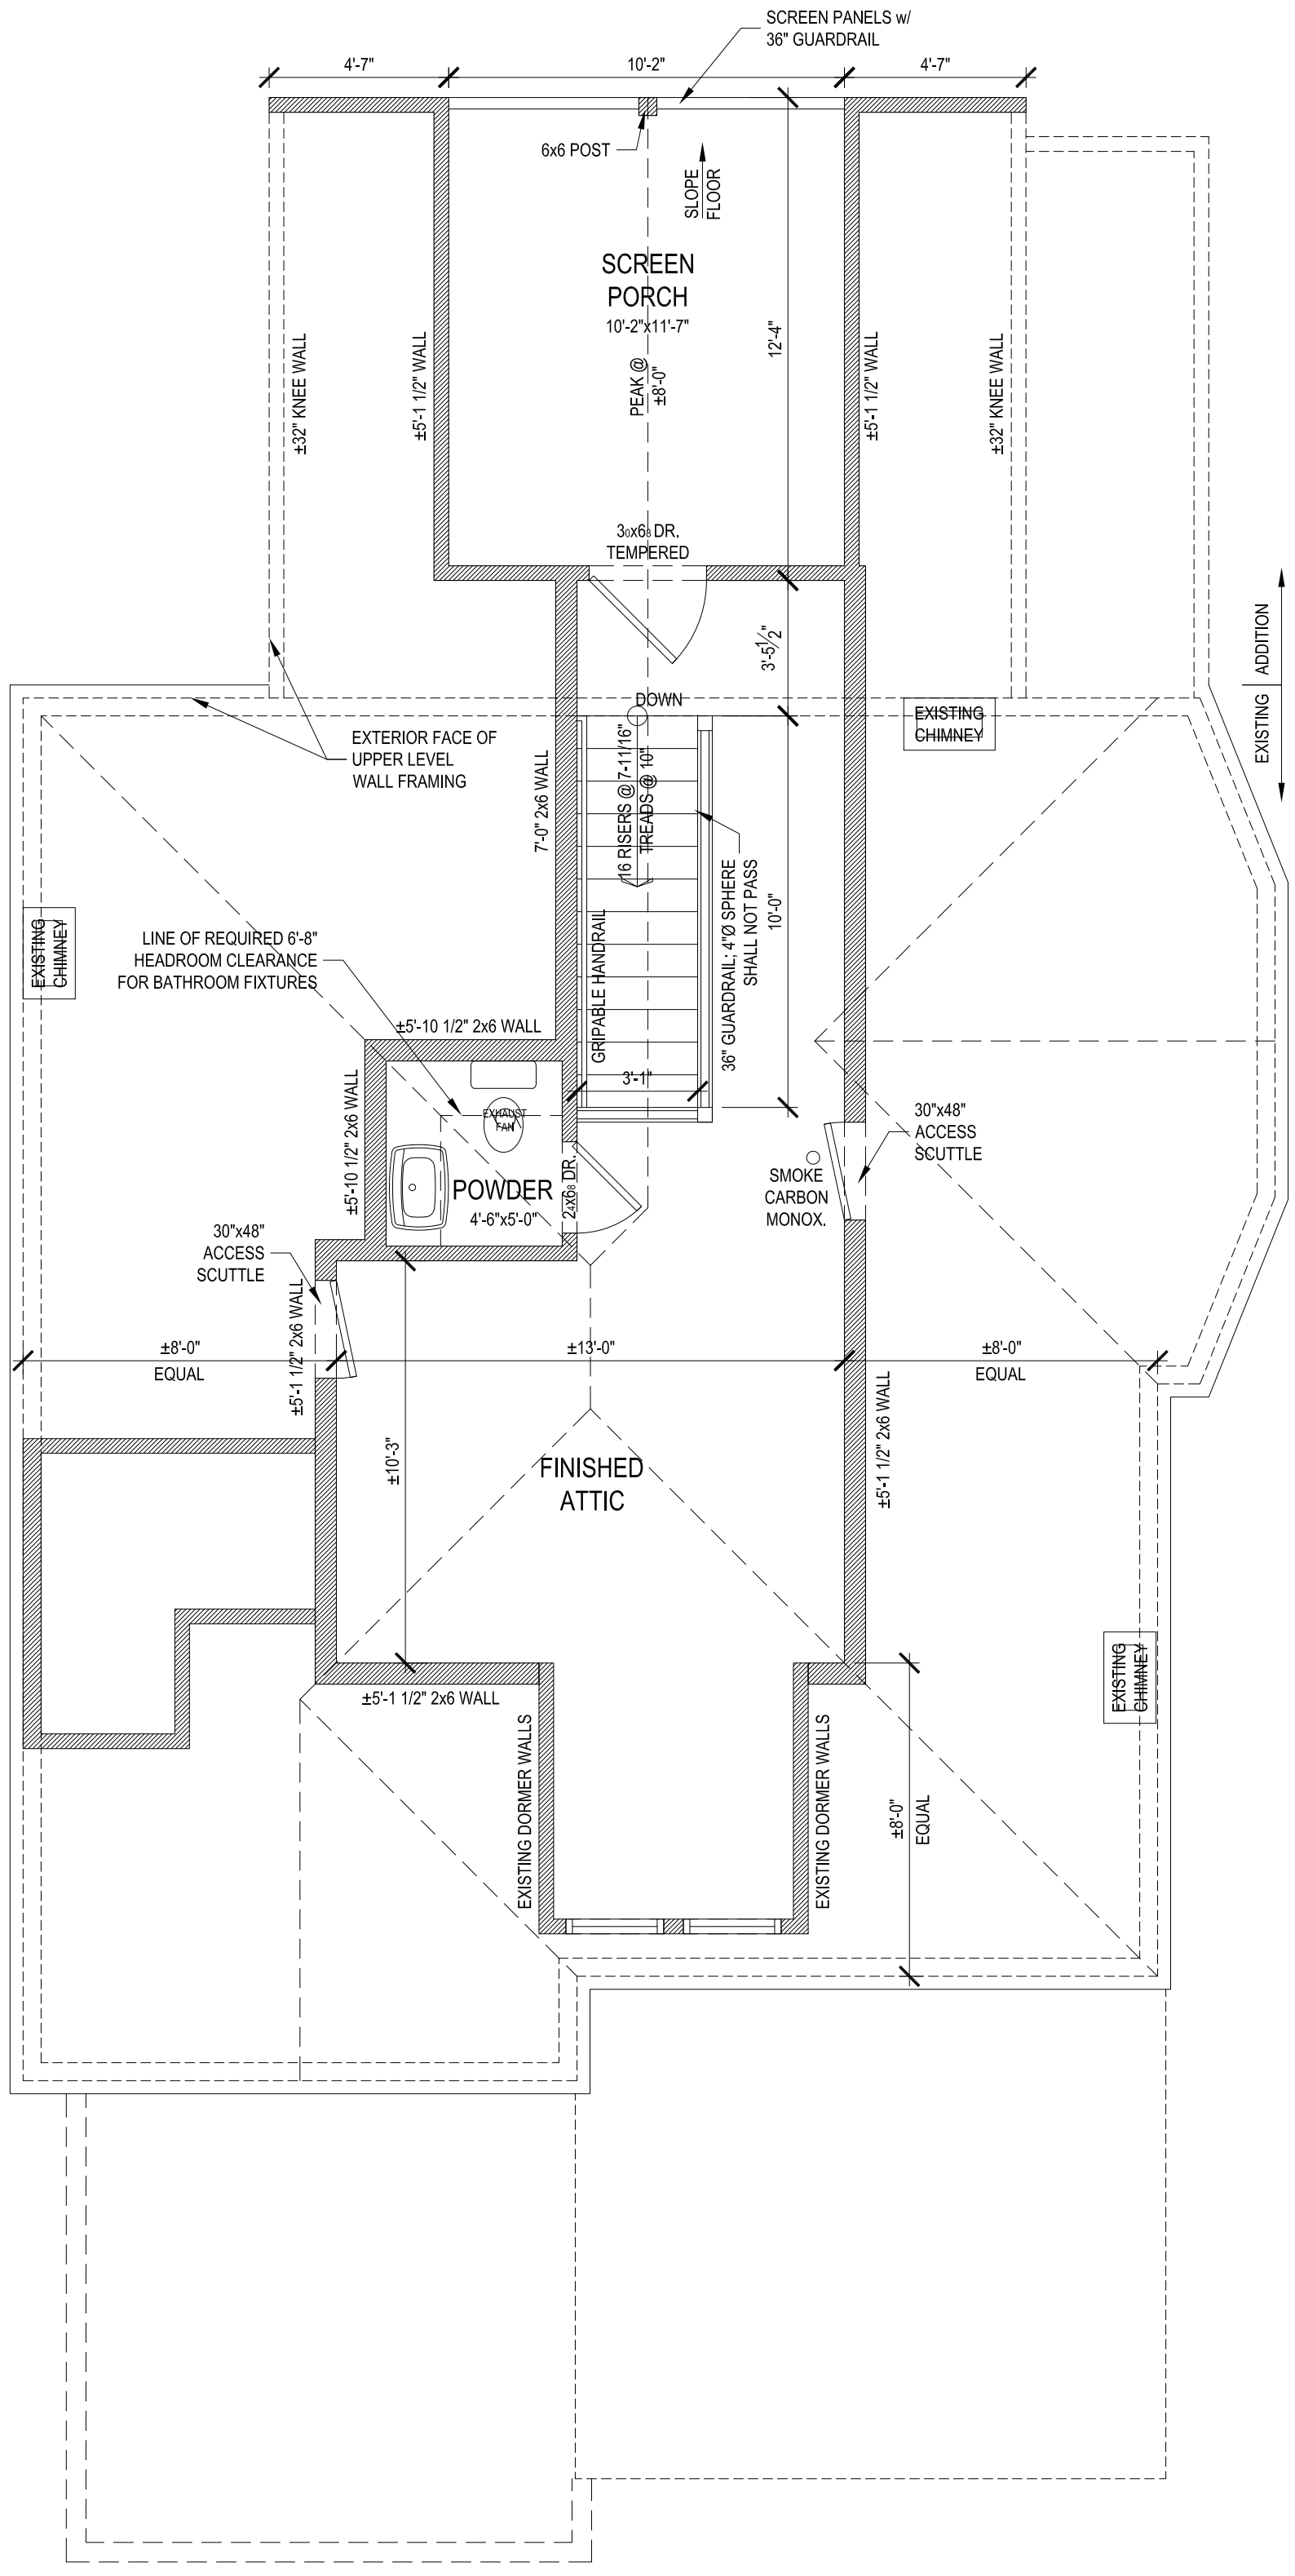 SCREEN PANELS w/
36" GUARDRAIL
4'-7"
10'-2"
4'-7"
6x6 POST
SLOPE
FLOOR
SCREEN
PORCH
10'-2"x11'-7"
PEAK @
±8'-0"
12'-4"
±32" KNEE WALL
±5'-1 1/2" WALL
±5'-1 1/2" WALL
±32" KNEE WALL
30x68 DR.
TEMPERED
3'-5 1/2"
ADDITION
EXISTING
DOWN
EXISTING
CHIMNEY
EXTERIOR FACE OF
UPPER LEVEL
WALL FRAMING
7'-0" 2x6 WALL
16 RISERS @ 7-11/16"
TREADS @ 10"
GRIPABLE HANDRAIL
36" GUARDRAIL; 4"Ø SPHERE
SHALL NOT PASS
10'-0"
EXISTING
CHIMNEY
LINE OF REQUIRED 6'-8"
HEADROOM CLEARANCE
FOR BATHROOM FIXTURES
±5'-10 1/2" 2x6 WALL
3'-1"
±5'-10 1/2" 2x6 WALL
EXHAUST
FAN
POWDER
4'-6"x5'-0"
24x68 DR.
30"x48"
ACCESS
SCUTTLE
SMOKE
CARBON
MONOX.
30"x48"
ACCESS
SCUTTLE
±5'-1 1/2" 2x6 WALL
±8'-0"
EQUAL
±13'-0"
±8'-0"
EQUAL
±10'-3"
±5'-1 1/2" 2x6 WALL
FINISHED
ATTIC
EXISTING
CHIMNEY
±5'-1 1/2" 2x6 WALL
EXISTING DORMER WALLS
EXISTING DORMER WALLS
±8'-0"
EQUAL